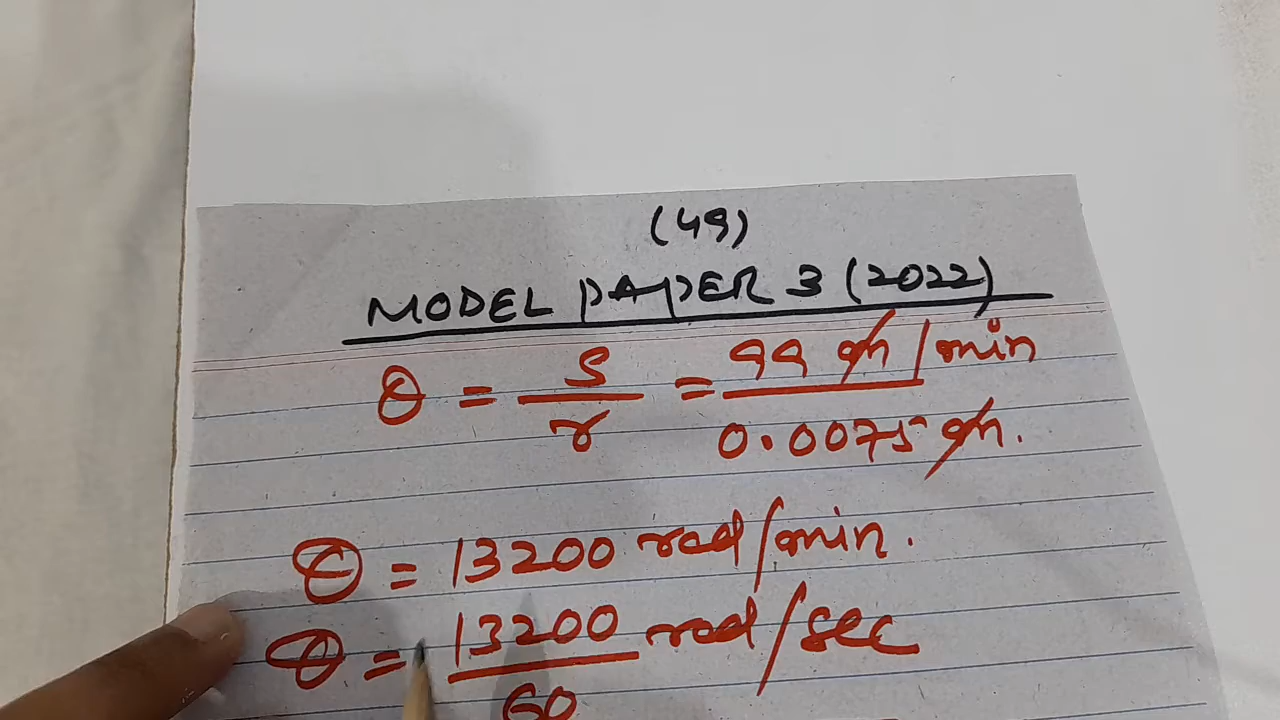 (49)
MODEL PAPER 3 (2022)
θ = S/r = 99 m/min / 0.0075 m.
θ = 13200 rad/min.
θ = 13200/60 rad/sec